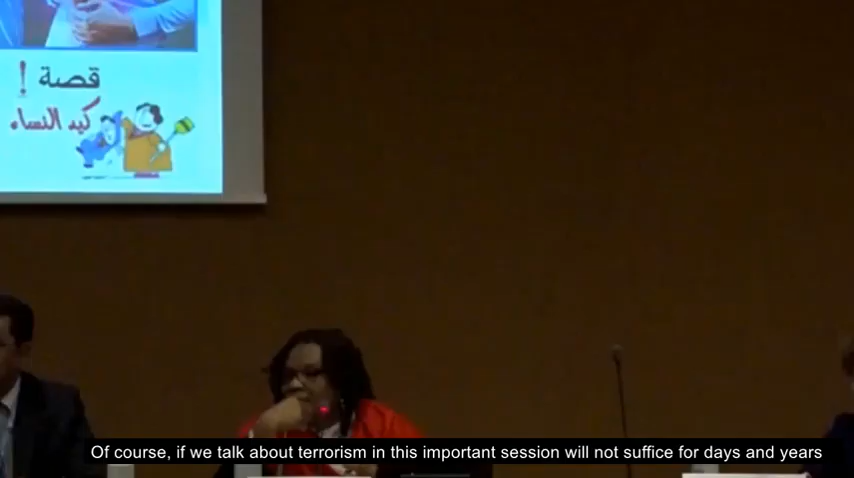 قصة !
كيد النساء
Of course, if we talk about terrorism in this important session will not suffice for days and years